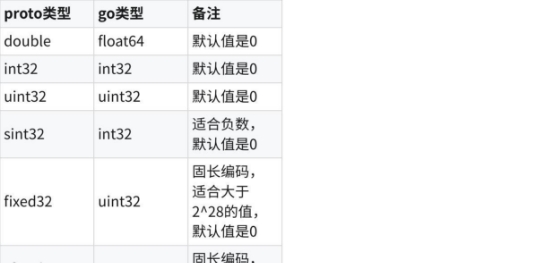 proto类型 go类型 备注
double float64 默认值是0
int32 int32 默认值是0
uint32 uint32 默认值是0
sint32 int32 适合负数，
默认值是0
fixed32 uint32 固长编码，
适合大于
2^28的值，
默认值是0
固长编码，